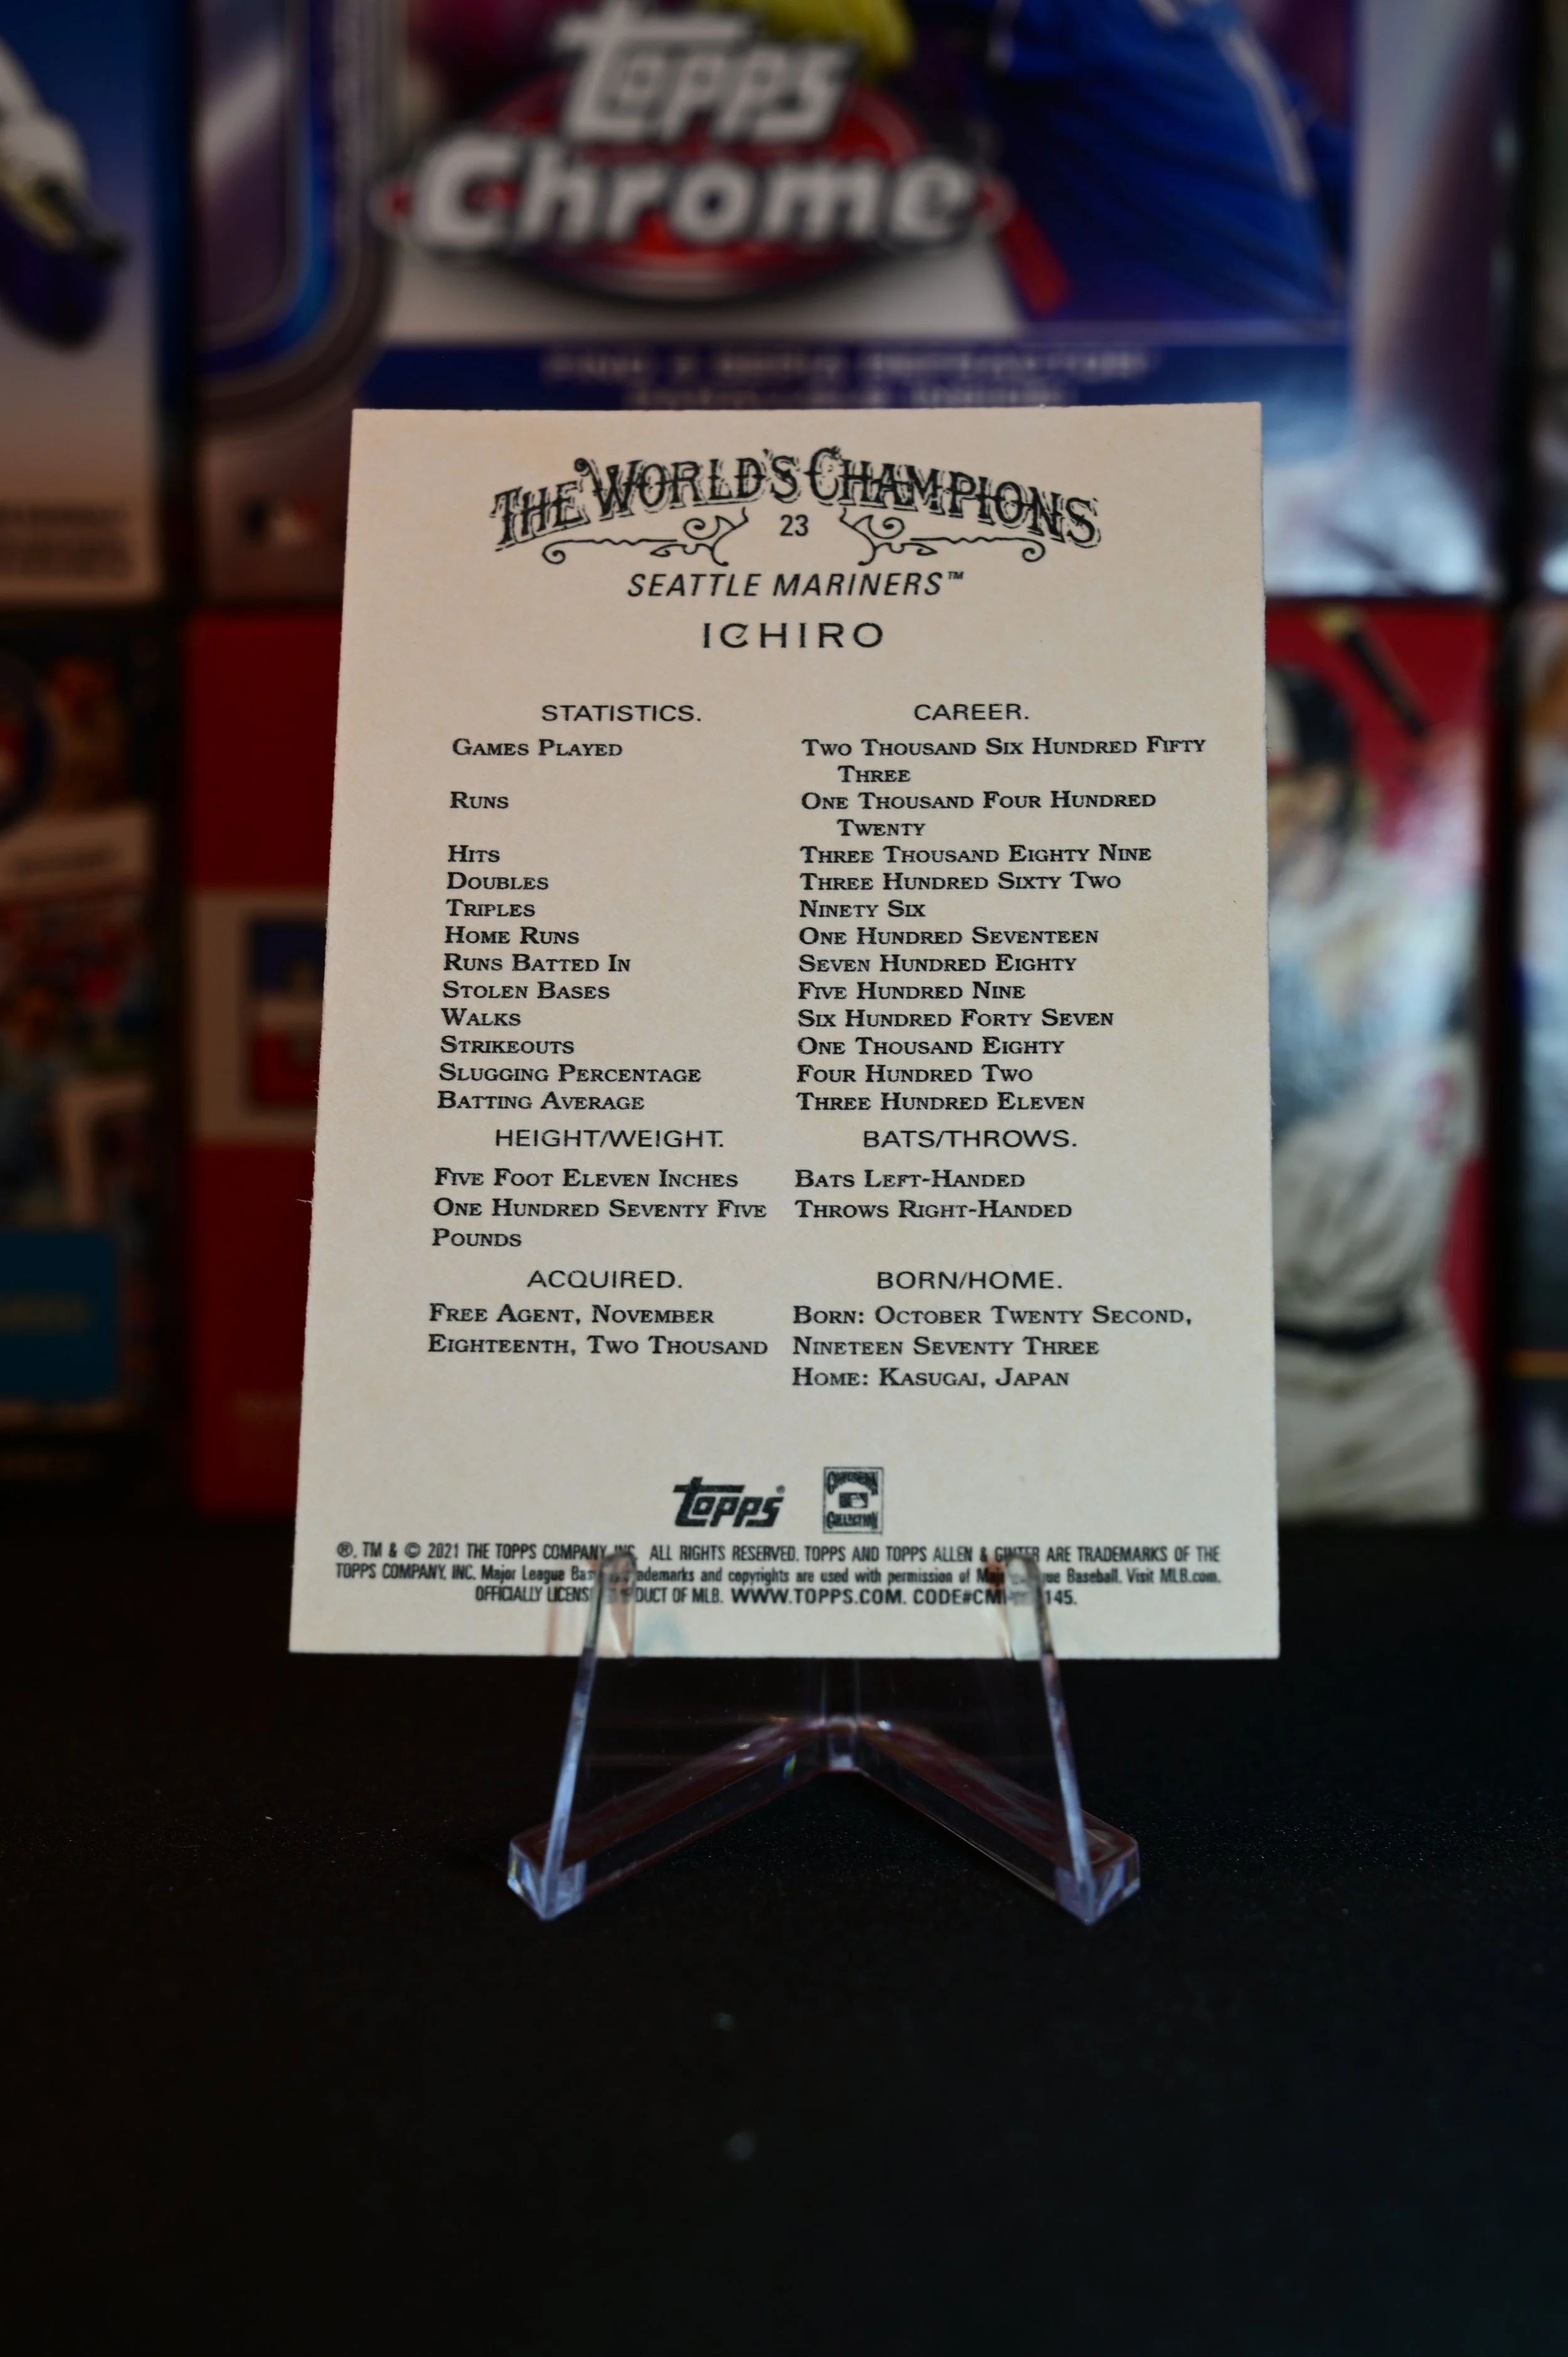 Topps
Chrome
THE WORLD'S CHAMPIONS
23
SEATTLE MARINERS™
ICHIRO
STATISTICS. CAREER.
GAMES PLAYED TWO THOUSAND SIX HUNDRED FIFTY
THREE
RUNS ONE THOUSAND FOUR HUNDRED
TWENTY
HITS THREE THOUSAND EIGHTY NINE
DOUBLES THREE HUNDRED SIXTY TWO
TRIPLES NINETY SIX
HOME RUNS ONE HUNDRED SEVENTEEN
RUNS BATTED IN SEVEN HUNDRED EIGHTY
STOLEN BASES FIVE HUNDRED NINE
WALKS SIX HUNDRED FORTY SEVEN
STRIKEOUTS ONE THOUSAND EIGHTY
SLUGGING PERCENTAGE FOUR HUNDRED TWO
BATTING AVERAGE THREE HUNDRED ELEVEN
HEIGHT/WEIGHT. BATS/THROWS.
FIVE FOOT ELEVEN INCHES BATS LEFT-HANDED
ONE HUNDRED SEVENTY FIVE THROWS RIGHT-HANDED
POUNDS
ACQUIRED. BORN/HOME.
FREE AGENT, NOVEMBER BORN: OCTOBER TWENTY SECOND,
EIGHTEENTH, TWO THOUSAND NINETEEN SEVENTY THREE
HOME: KASUGAI, JAPAN
Topps® COOPERSTOWN COLLECTION
®, TM & © 2021 THE TOPPS COMPANY, INC. ALL RIGHTS RESERVED. TOPPS AND TOPPS ALLEN & GINTER ARE TRADEMARKS OF THE
TOPPS COMPANY, INC. Major League and copyrights are used with permission of Baseball. Visit MLB.com.
OFFICIALLY OF MLB. WWW.TOPPS.COM. 145.